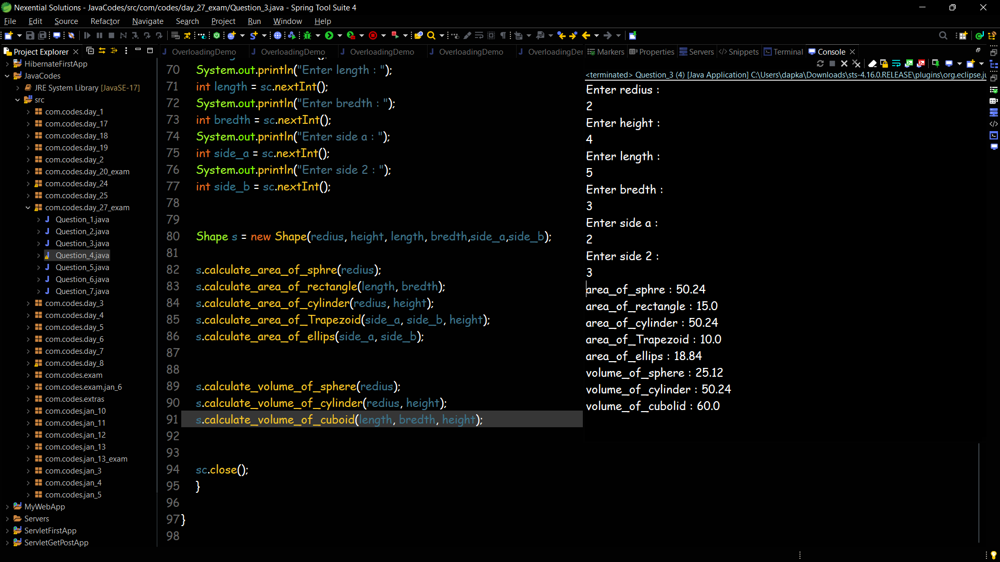 Nexential Solutions - JavaCodes/src/com/codes/day_27_exam/Question_3.java - Spring Tool Suite 4
File Edit Source Refactor Navigate Search Project Run Window Help
Project Explorer
HibernateFirstApp
JavaCodes
JRE System Library [JavaSE-17]
src
com.codes.day_1
com.codes.day_17
com.codes.day_18
com.codes.day_19
com.codes.day_2
com.codes.day_20_exam
com.codes.day_24
com.codes.day_25
com.codes.day_27_exam
Question_1.java
Question_2.java
Question_3.java
Question_4.java
Question_5.java
Question_6.java
Question_7.java
com.codes.day_3
com.codes.day_4
com.codes.day_5
com.codes.day_6
com.codes.day_7
com.codes.day_8
com.codes.exam
com.codes.exam.jan_6
com.codes.extras
com.codes.jan_10
com.codes.jan_11
com.codes.jan_12
com.codes.jan_13
com.codes.jan_13_exam
com.codes.jan_3
com.codes.jan_4
com.codes.jan_5
MyWebApp
Servers
ServletFirstApp
ServletGetPostApp
OverloadingDemo OverloadingDemo OverloadingDemo OverloadingDemo OverloadingDer
70 System.out.println("Enter length : ");
71 int length = sc.nextInt();
72 System.out.println("Enter bredth : ");
73 int bredth = sc.nextInt();
74 System.out.println("Enter side a : ");
75 int side_a = sc.nextInt();
76 System.out.println("Enter side 2 : ");
77 int side_b = sc.nextInt();
78
79
80 Shape s = new Shape(redius, height, length, bredth,side_a,side_b);
81
82 s.calculate_area_of_sphre(redius);
83 s.calculate_area_of_rectangle(length, bredth);
84 s.calculate_area_of_cylinder(redius, height);
85 s.calculate_area_of_Trapezoid(side_a, side_b, height);
86 s.calculate_area_of_ellips(side_a, side_b);
87
88
89 s.calculate_volume_of_sphere(redius);
90 s.calculate_volume_of_cylinder(redius, height);
91 s.calculate_volume_of_cuboid(length, bredth, height);
92
93
94 sc.close();
95 }
96
97 }
98
Markers Properties Servers Snippets Terminal Console
<terminated> Question_3 (4) [Java Application] C:\Users\dapka\Downloads\sts-4.16.0.RELEASE\plugins\org.eclipse.ju
Enter redius :
2
Enter height :
4
Enter length :
5
Enter bredth :
3
Enter side a :
2
Enter side 2 :
3
area_of_sphre : 50.24
area_of_rectangle : 15.0
area_of_cylinder : 50.24
area_of_Trapezoid : 10.0
area_of_ellips : 18.84
volume_of_sphere : 25.12
volume_of_cylinder : 50.24
volume_of_cubolid : 60.0